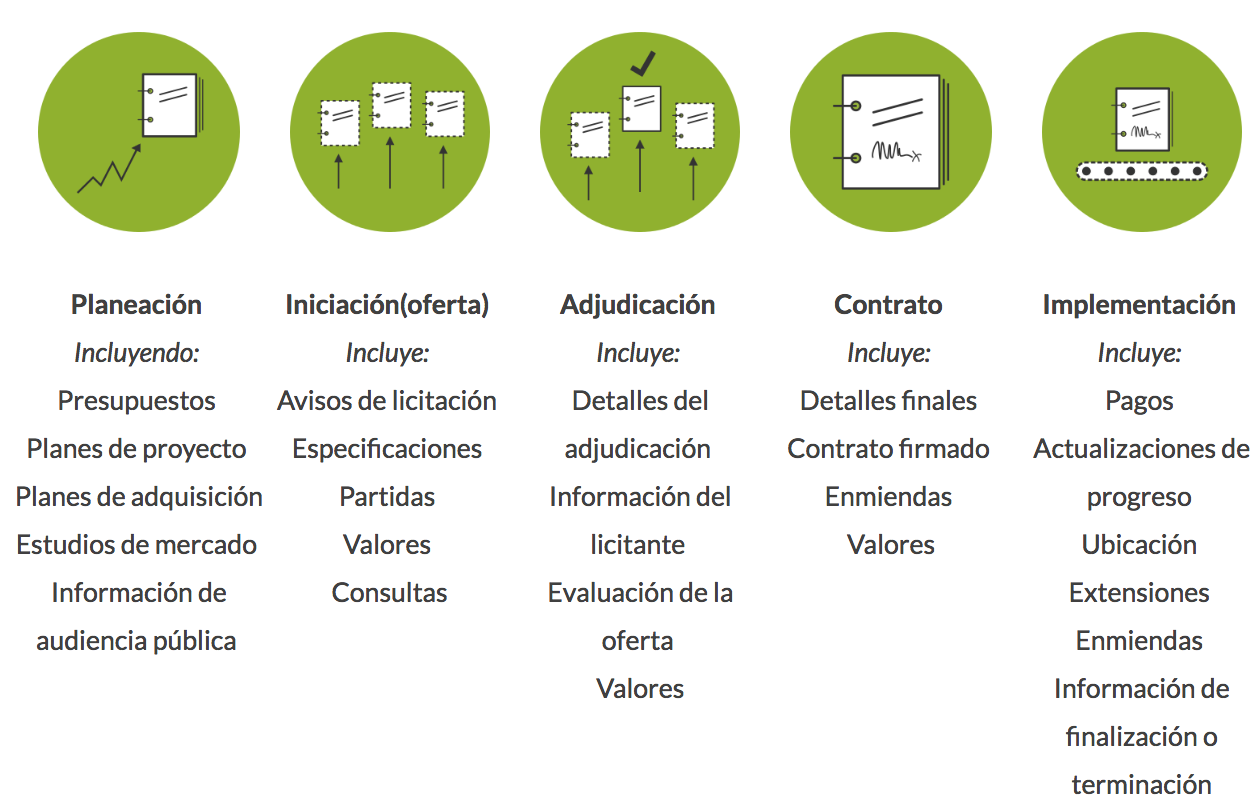 Planeación
Incluyendo:
Presupuestos
Planes de proyecto
Planes de adquisición
Estudios de mercado
Información de
audiencia pública
Iniciación(oferta)
Incluye:
Avisos de licitación
Especificaciones
Partidas
Valores
Consultas
Adjudicación
Incluye:
Detalles del
adjudicación
Información del
licitante
Evaluación de la
oferta
Valores
Contrato
Incluye:
Detalles finales
Contrato firmado
Enmiendas
Valores
Implementación
Incluye:
Pagos
Actualizaciones de
progreso
Ubicación
Extensiones
Enmiendas
Información de
finalización o
terminación